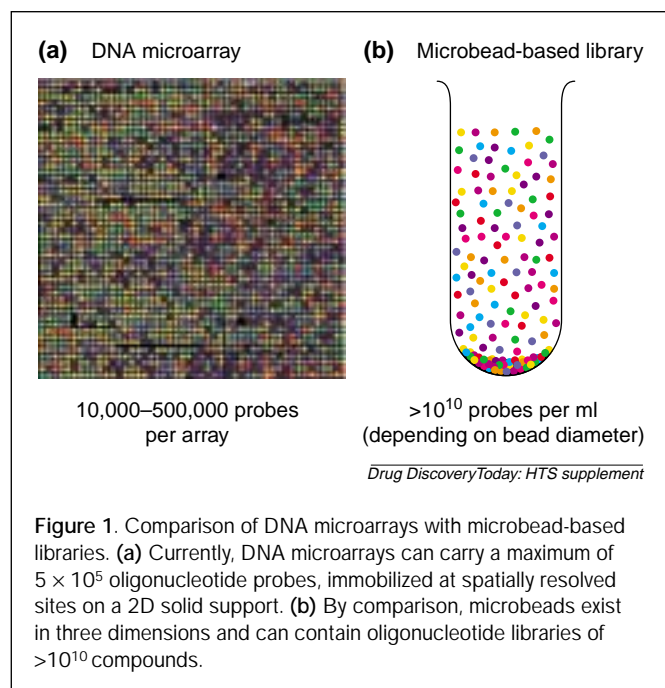 (a) DNA microarray
(b) Microbead-based library
10,000–500,000 probes
per array
>10¹⁰ probes per ml
(depending on bead diameter)
Drug DiscoveryToday: HTS supplement
Figure 1. Comparison of DNA microarrays with microbead-based
libraries. (a) Currently, DNA microarrays can carry a maximum of
5 × 10⁵ oligonucleotide probes, immobilized at spatially resolved
sites on a 2D solid support. (b) By comparison, microbeads exist
in three dimensions and can contain oligonucleotide libraries of
>10¹⁰ compounds.